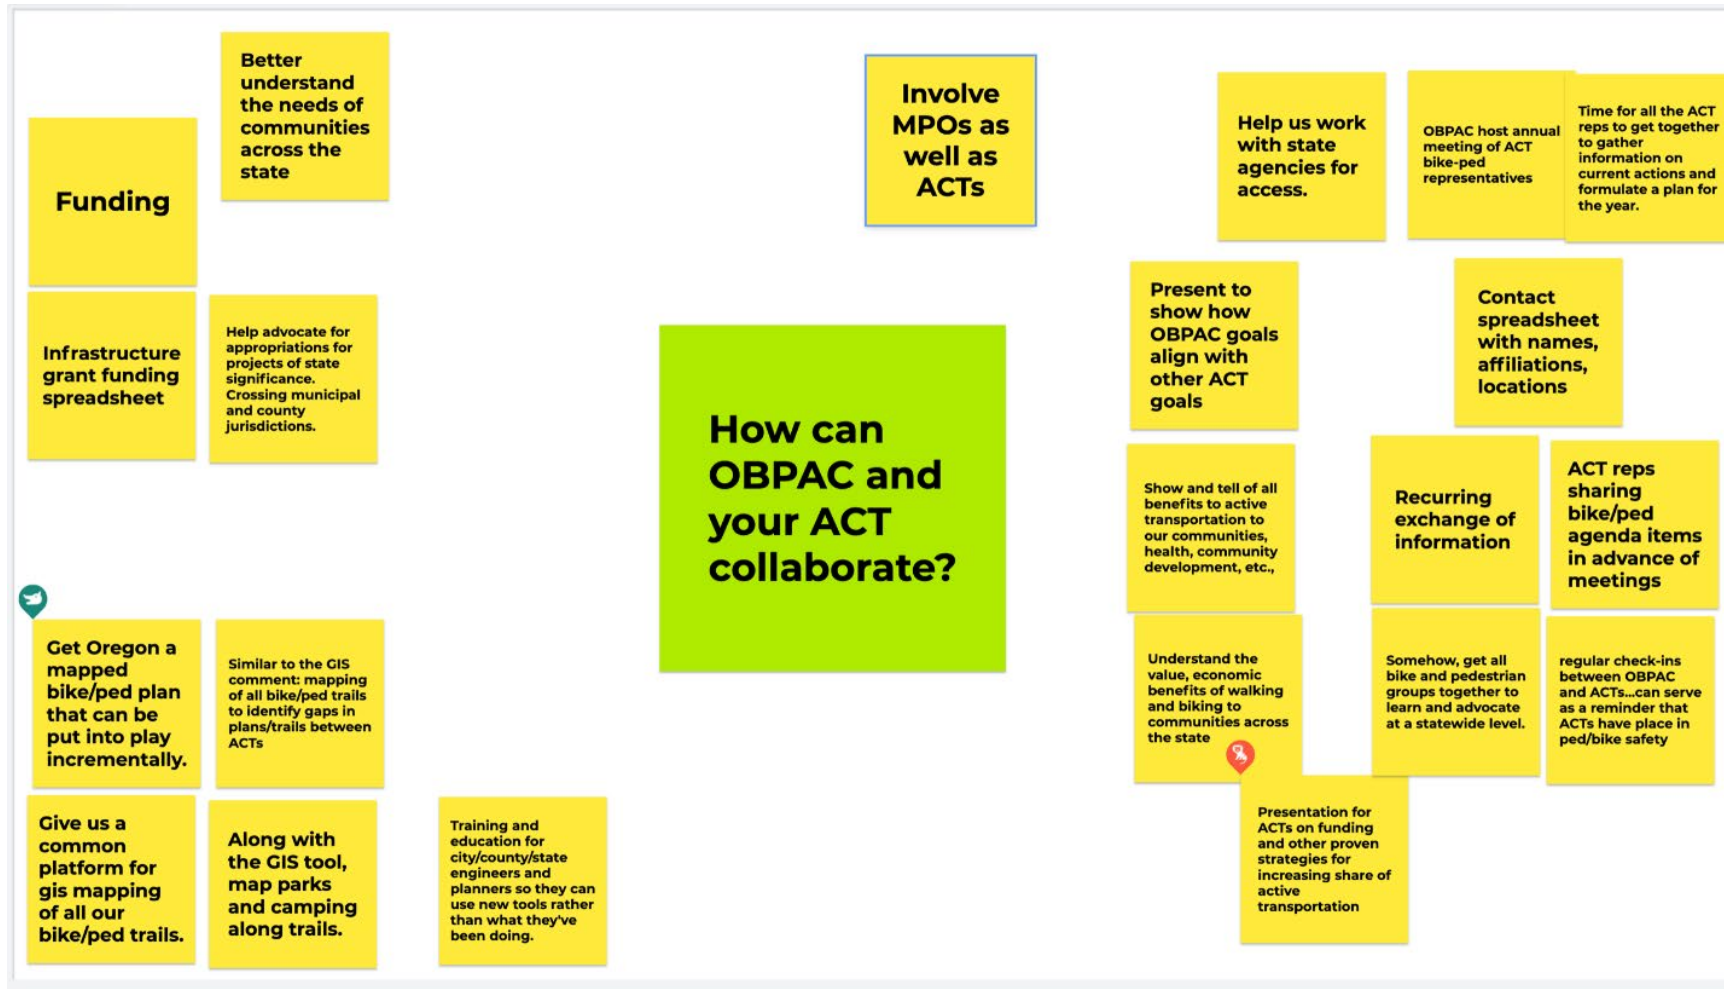 Better
understand
the needs of
communities
across the
state
Funding
Infrastructure
grant funding
spreadsheet
Help advocate for
appropriations for
projects of state
significance.
Crossing municipal
and county
jurisdictions.
Get Oregon a
mapped
bike/ped plan
that can be
put into play
incrementally.
Similar to the GIS
comment: mapping
of all bike/ped trails
to identify gaps in
plans/trails between
ACTs
Give us a
common
platform for
gis mapping
of all our
bike/ped trails.
Along with
the GIS tool,
map parks
and camping
along trails.
Training and
education for
city/county/state
engineers and
planners so they can
use new tools rather
than what they've
been doing.
Involve
MPOs as
well as
ACTs
How can
OBPAC and
your ACT
collaborate?
Help us work
with state
agencies for
access.
OBPAC host annual
meeting of ACT
bike-ped
representatives
Time for all the ACT
reps to get together
to gather
information on
current actions and
formulate a plan for
the year.
Present to
show how
OBPAC goals
align with
other ACT
goals
Contact
spreadsheet
with names,
affiliations,
locations
Show and tell of all
benefits to active
transportation to
our communities,
health, community
development, etc.,
Recurring
exchange of
information
ACT reps
sharing
bike/ped
agenda items
in advance of
meetings
Understand the
value, economic
benefits of walking
and biking to
communities across
the state
Somehow, get all
bike and pedestrian
groups together to
learn and advocate
at a statewide level.
regular check-ins
between OBPAC
and ACTs...can serve
as a reminder that
ACTs have place in
ped/bike safety
Presentation for
ACTs on funding
and other proven
strategies for
increasing share of
active
transportation